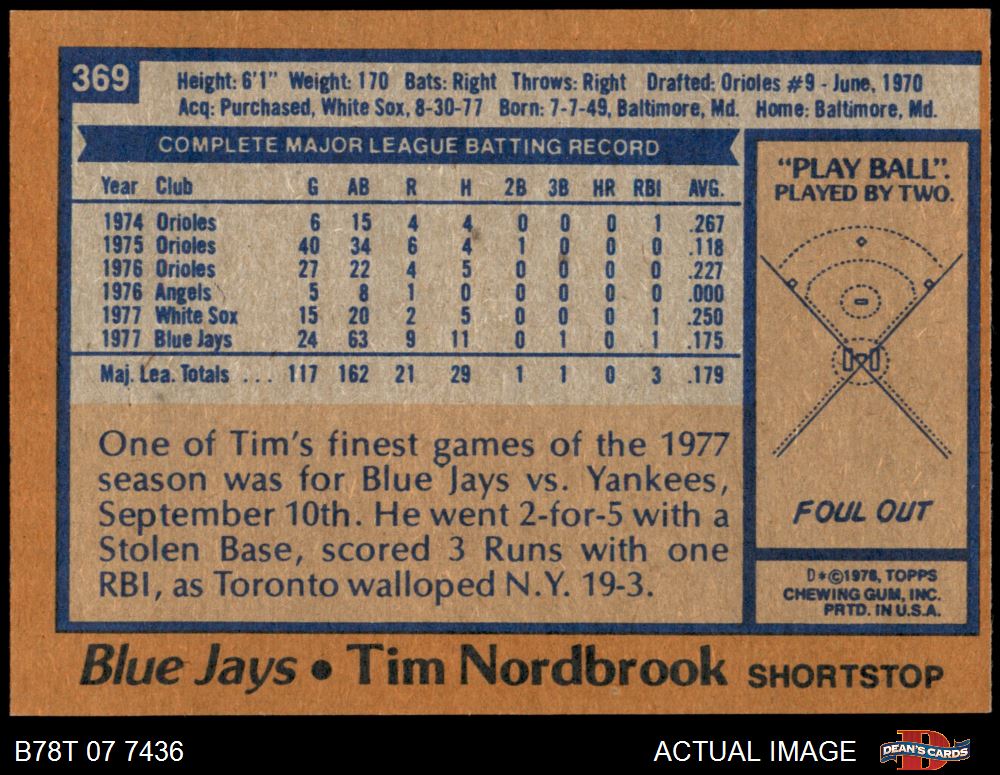 369
Height: 6'1" Weight: 170 Bats: Right Throws: Right Drafted: Orioles #9 - June, 1970
Acq: Purchased, White Sox, 8-30-77 Born: 7-7-49, Baltimore, Md. Home: Baltimore, Md.
COMPLETE MAJOR LEAGUE BATTING RECORD
Year Club G AB R H 2B 3B HR RBI AVG.
1974 Orioles 6 15 4 4 0 0 0 1 .267
1975 Orioles 40 34 6 4 1 0 0 0 .118
1976 Orioles 27 22 4 5 0 0 0 0 .227
1976 Angels 5 8 1 0 0 0 0 0 .000
1977 White Sox 15 20 2 5 0 0 0 1 .250
1977 Blue Jays 24 63 9 11 0 1 0 1 .175
Maj. Lea. Totals ... 117 162 21 29 1 1 0 3 .179
One of Tim's finest games of the 1977
season was for Blue Jays vs. Yankees,
September 10th. He went 2-for-5 with a
Stolen Base, scored 3 Runs with one
RBI, as Toronto walloped N.Y. 19-3.
"PLAY BALL".
PLAYED BY TWO.
FOUL OUT
D*©1978, TOPPS
CHEWING GUM, INC.
PRTD. IN U.S.A.
Blue Jays • Tim Nordbrook SHORTSTOP
B78T 07 7436
ACTUAL IMAGE
D
DEAN'S CARDS